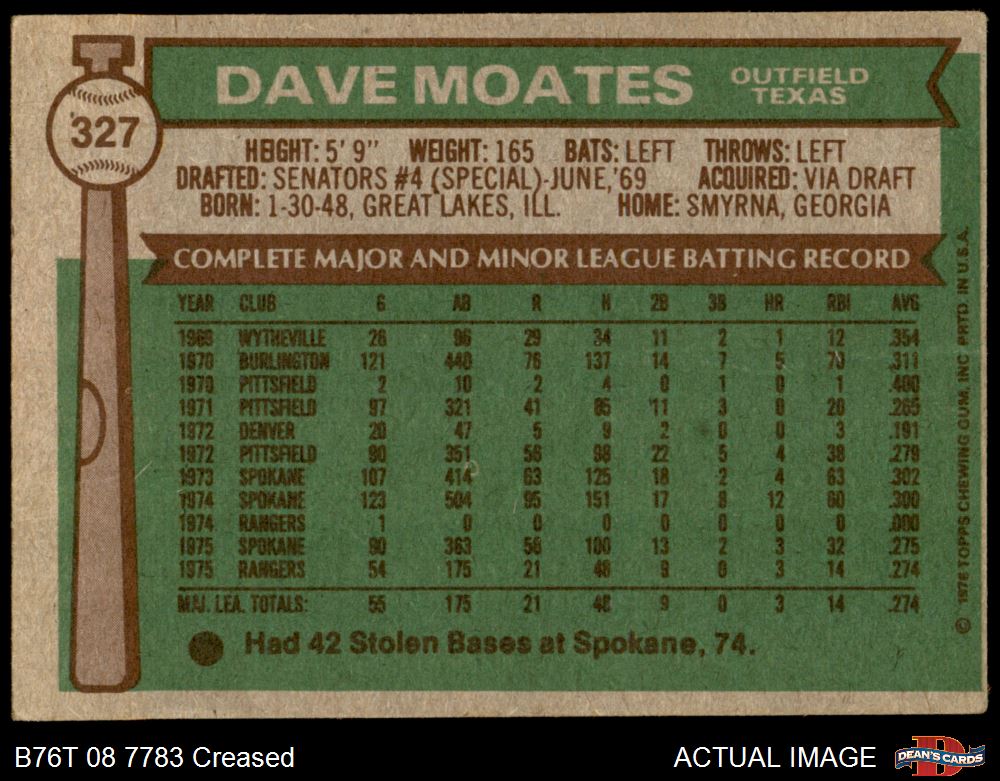 DAVE MOATES OUTFIELD
TEXAS
327
HEIGHT: 5' 9" WEIGHT: 165 BATS: LEFT THROWS: LEFT
DRAFTED: SENATORS #4 (SPECIAL)-JUNE,'69 ACQUIRED: VIA DRAFT
BORN: 1-30-48, GREAT LAKES, ILL. HOME: SMYRNA, GEORGIA
COMPLETE MAJOR AND MINOR LEAGUE BATTING RECORD
YEAR CLUB G AB R H 2B 3B HR RBI AVG
1969 WYTHEVILLE 26 96 29 34 11 2 1 12 .354
1970 BURLINGTON 121 440 76 137 14 7 5 .311
1970 PITTSFIELD 2 10 2 4 0 1 0 1 .400
1971 PITTSFIELD 97 321 41 85 11 3 0 20 .265
1972 DENVER 20 47 5 9 2 0 0 3 .191
1972 PITTSFIELD 90 351 56 98 22 5 4 38 .279
1973 SPOKANE 107 414 63 125 18 2 4 63 .302
1974 SPOKANE 123 504 95 151 17 8 12 60 .300
1974 RANGERS 1 0 0 0 0 0 0 0 .000
1975 SPOKANE 90 363 56 100 13 2 3 32 .275
1975 RANGERS 54 175 21 48 9 0 3 14 .274
MAJ. LEA. TOTALS: 55 175 21 48 9 0 3 14 .274
Had 42 Stolen Bases at Spokane, 74.
© 1976 TOPPS CHEWING GUM, INC PRTD. IN U.S.A.
B76T 08 7783 Creased ACTUAL IMAGE
D
DEAN'S CARDS